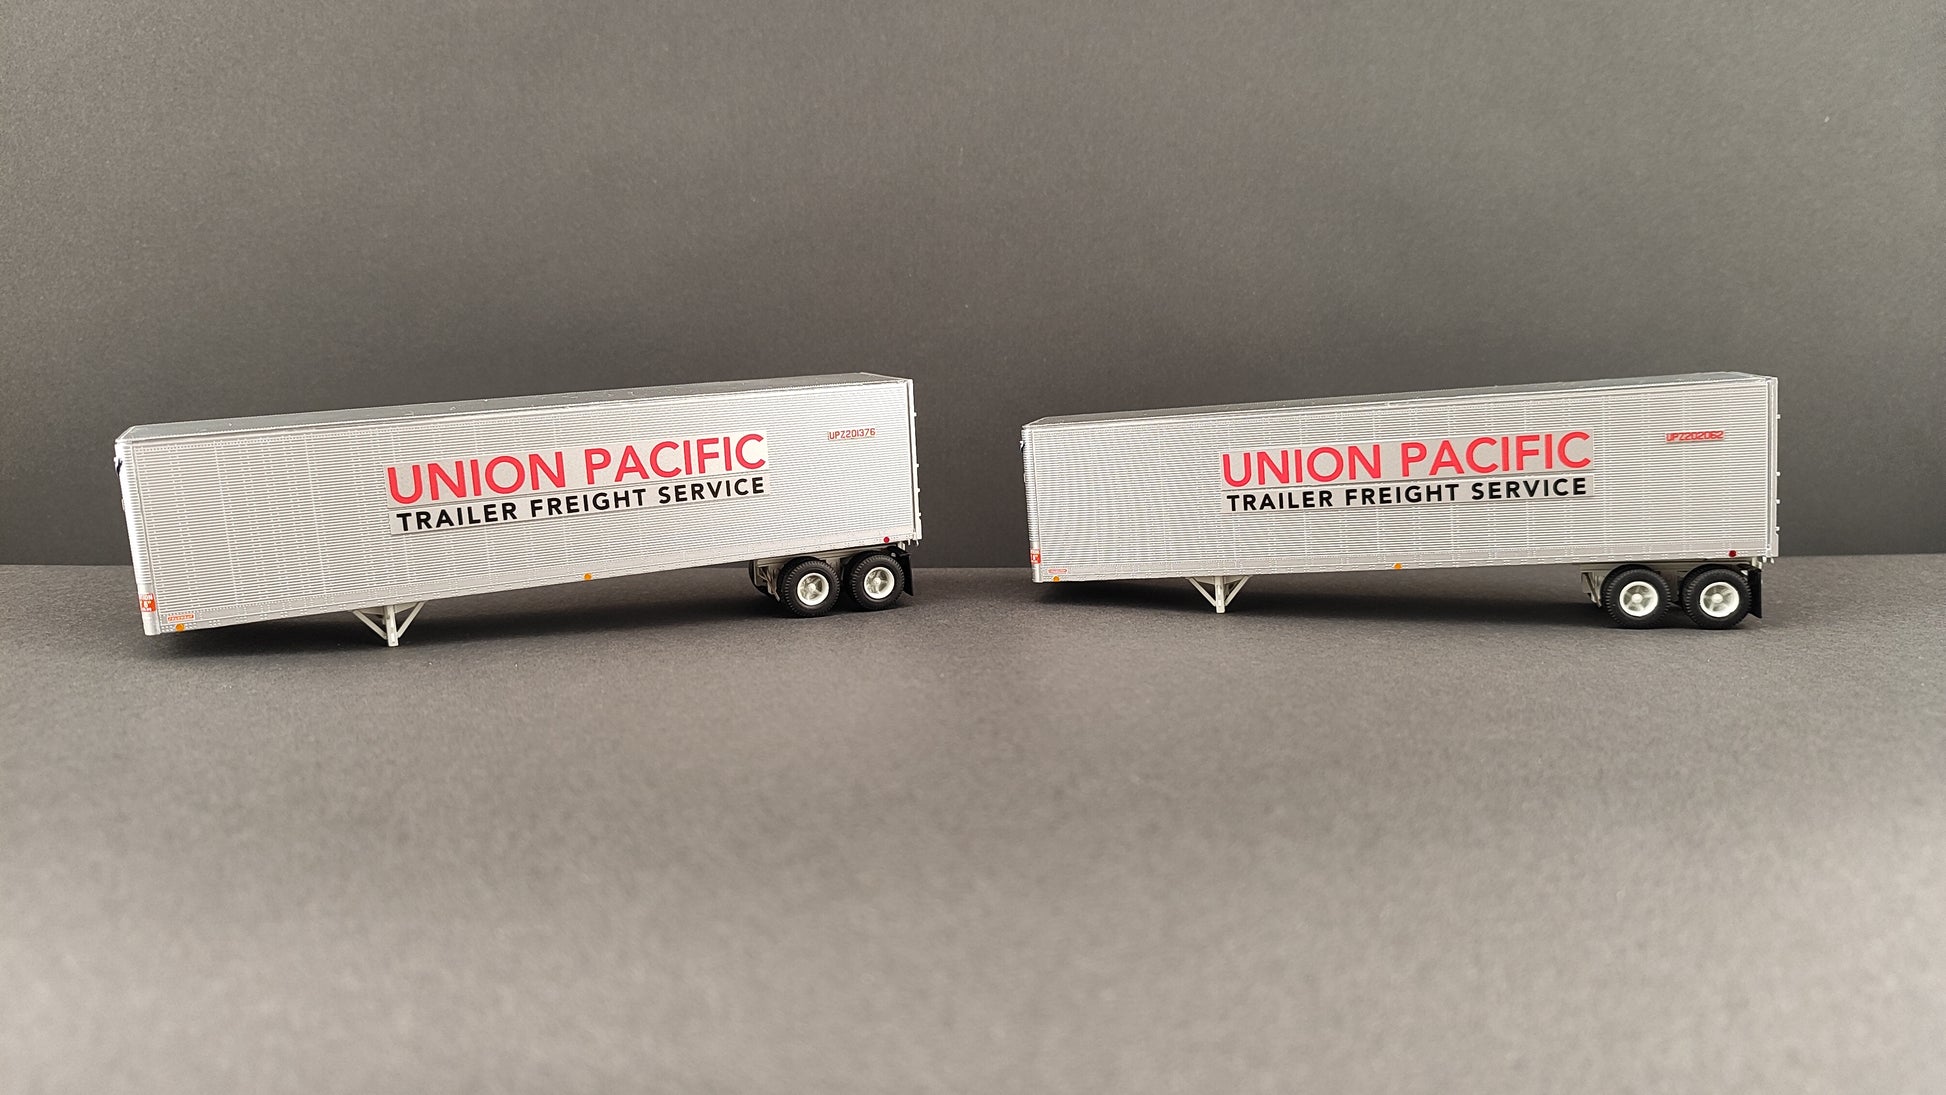 UNION PACIFIC
TRAILER FREIGHT SERVICE
UPZ201376
UNION PACIFIC
TRAILER FREIGHT SERVICE
UPZ202062